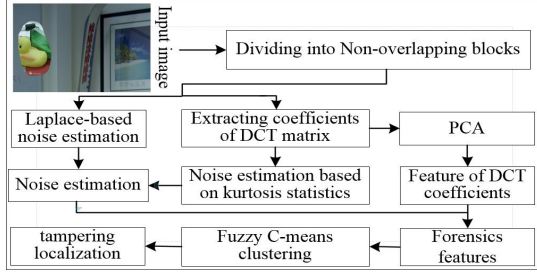 Input image
Dividing into Non-overlapping blocks
Laplace-based
noise estimation
Extracting coefficients
of DCT matrix
PCA
Noise estimation
Noise estimation based
on kurtosis statistics
Feature of DCT
coefficients
tampering
localization
Fuzzy C-means
clustering
Forensics
features